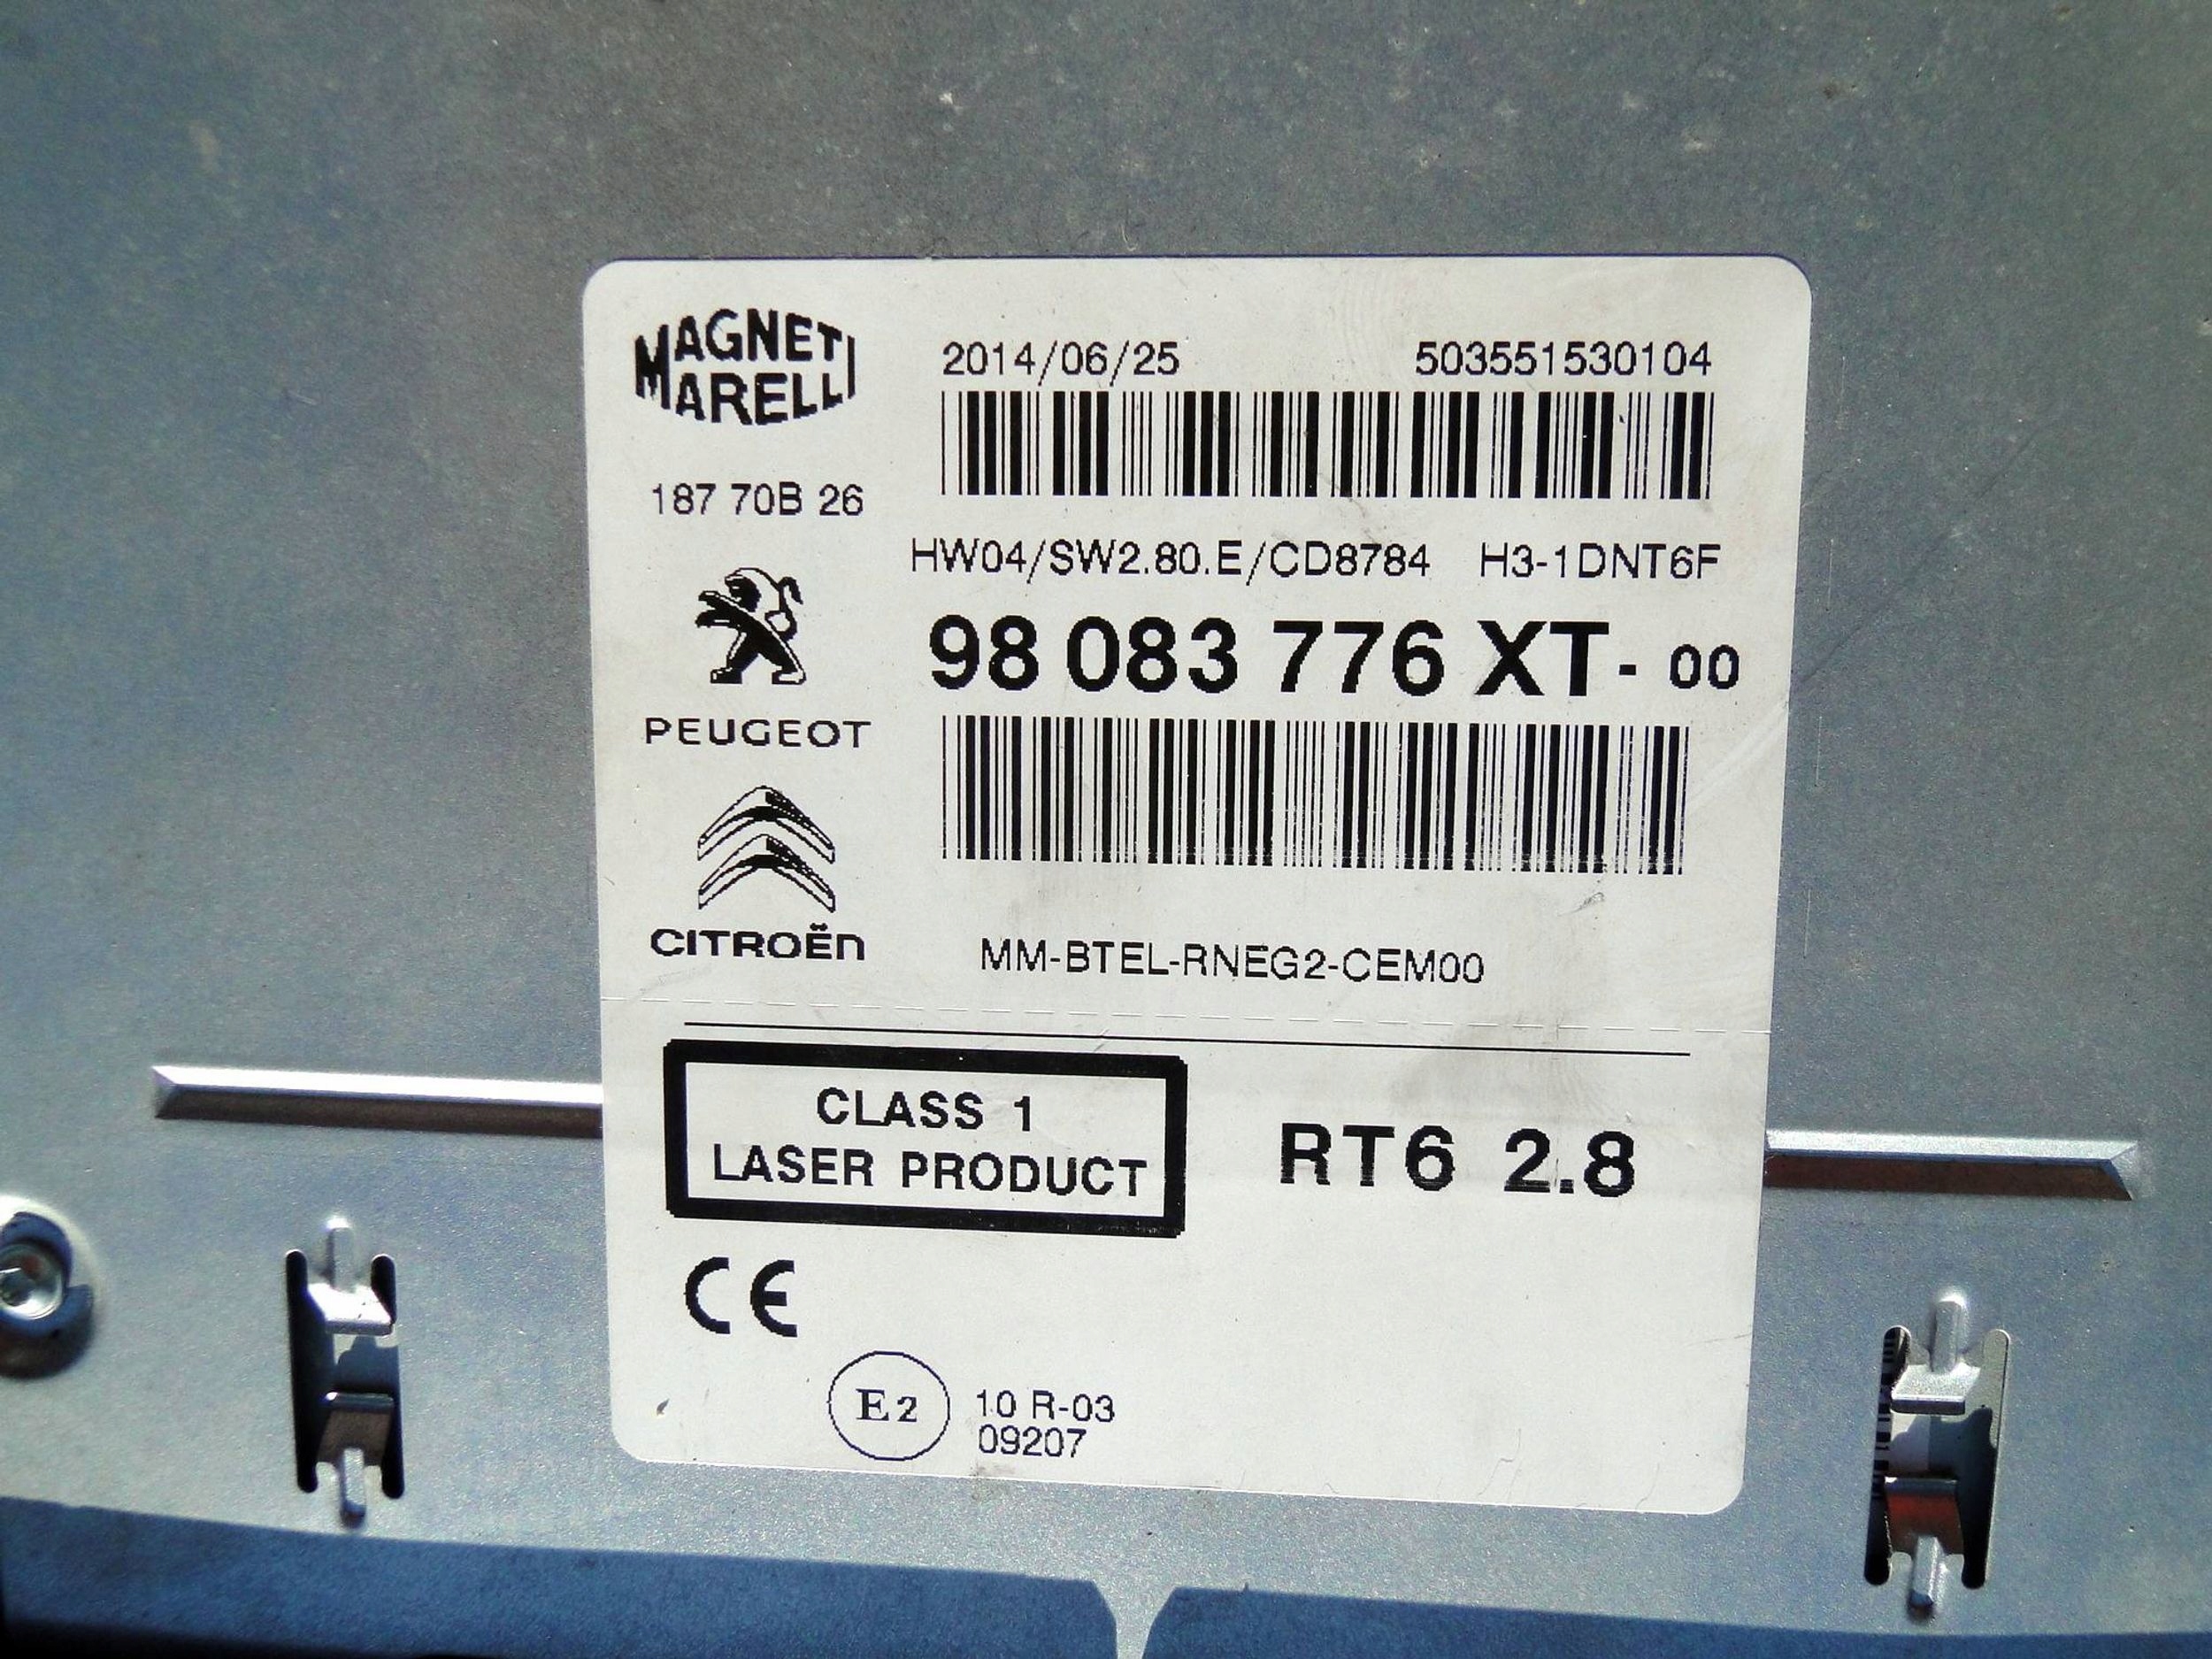 MAGNETI
MARELLI
2014/06/25 503551530104
187 70B 26
HW04/SW2.80.E/CD8784 H3-1DNT6F
98 083 776 XT- 00
PEUGEOT
CITROËN
MM-BTEL-RNEG2-CEM00
CLASS 1
LASER PRODUCT
RT6 2.8
CE
E2
10 R-03
09207